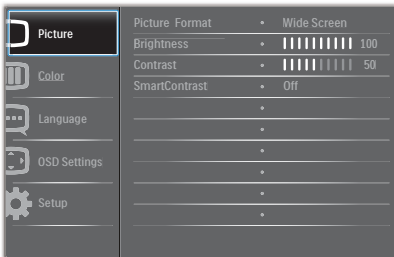 Picture
Color
Language
OSD Settings
Setup
Picture Format • Wide Screen
Brightness • 100
Contrast • 50
SmartContrast • Off
•
•
•
•
•
•